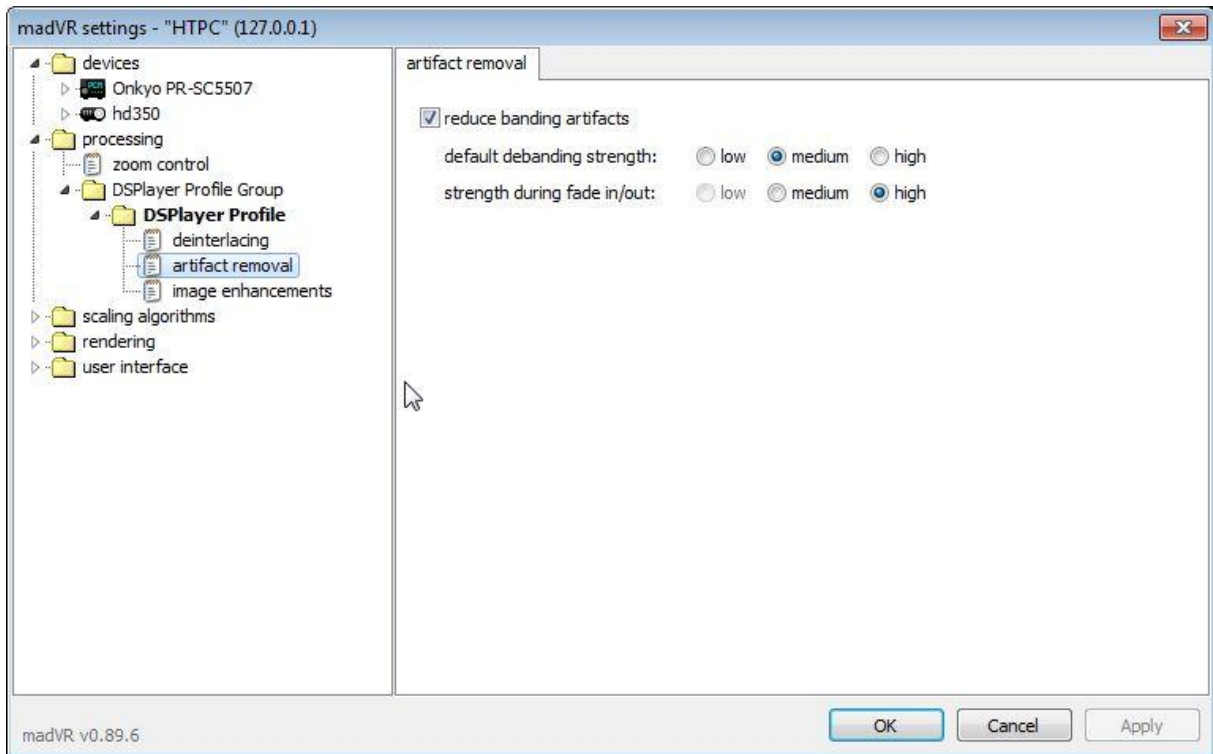 madVR settings - "HTPC" (127.0.0.1)
devices
Onkyo PR-SC5507
hd350
processing
zoom control
DSPlayer Profile Group
DSPlayer Profile
deinterlacing
artifact removal
image enhancements
scaling algorithms
rendering
user interface
artifact removal
reduce banding artifacts
default debanding strength: low medium high
strength during fade in/out: low medium high
madVR v0.89.6
OK Cancel Apply